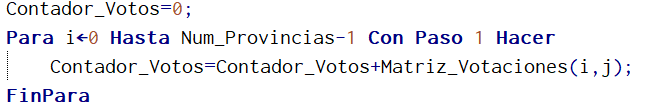 Contador_Votos=0;
Para i←0 Hasta Num_Provincias-1 Con Paso 1 Hacer
Contador_Votos=Contador_Votos+Matriz_Votaciones(i,j);
FinPara